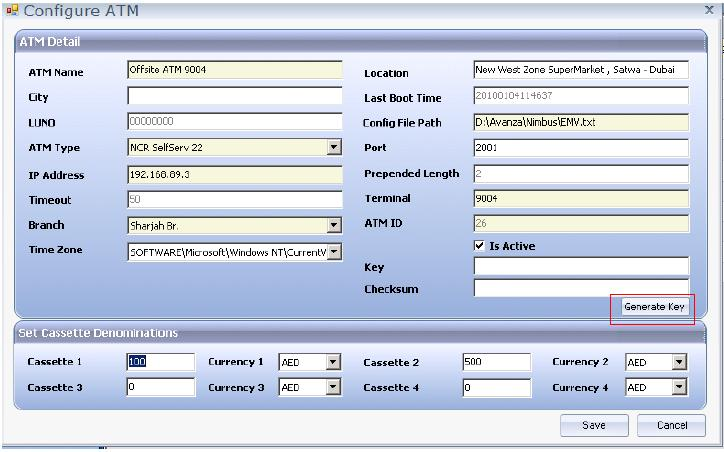 Configure ATM
ATM Detail
ATM Name Offsite ATM 9004 Location New West Zone SuperMarket , Satwa - Dubai
City Last Boot Time 20100104114637
LUNO 00000000 Config File Path D:\Avanza\Nimbus\EMV.txt
ATM Type NCR SelfServ 22 Port 2001
IP Address 192.168.89.3 Prepended Length 2
Timeout 50 Terminal 9004
Branch Sharjah Br. ATM ID 26
Time Zone SOFTWARE\Microsoft\Windows NT\CurrentV Is Active
Key
Checksum
Generate Key
Set Cassette Denominations
Cassette 1 100 Currency 1 AED Cassette 2 500 Currency 2 AED
Cassette 3 0 Currency 3 AED Cassette 4 0 Currency 4 AED
Save Cancel